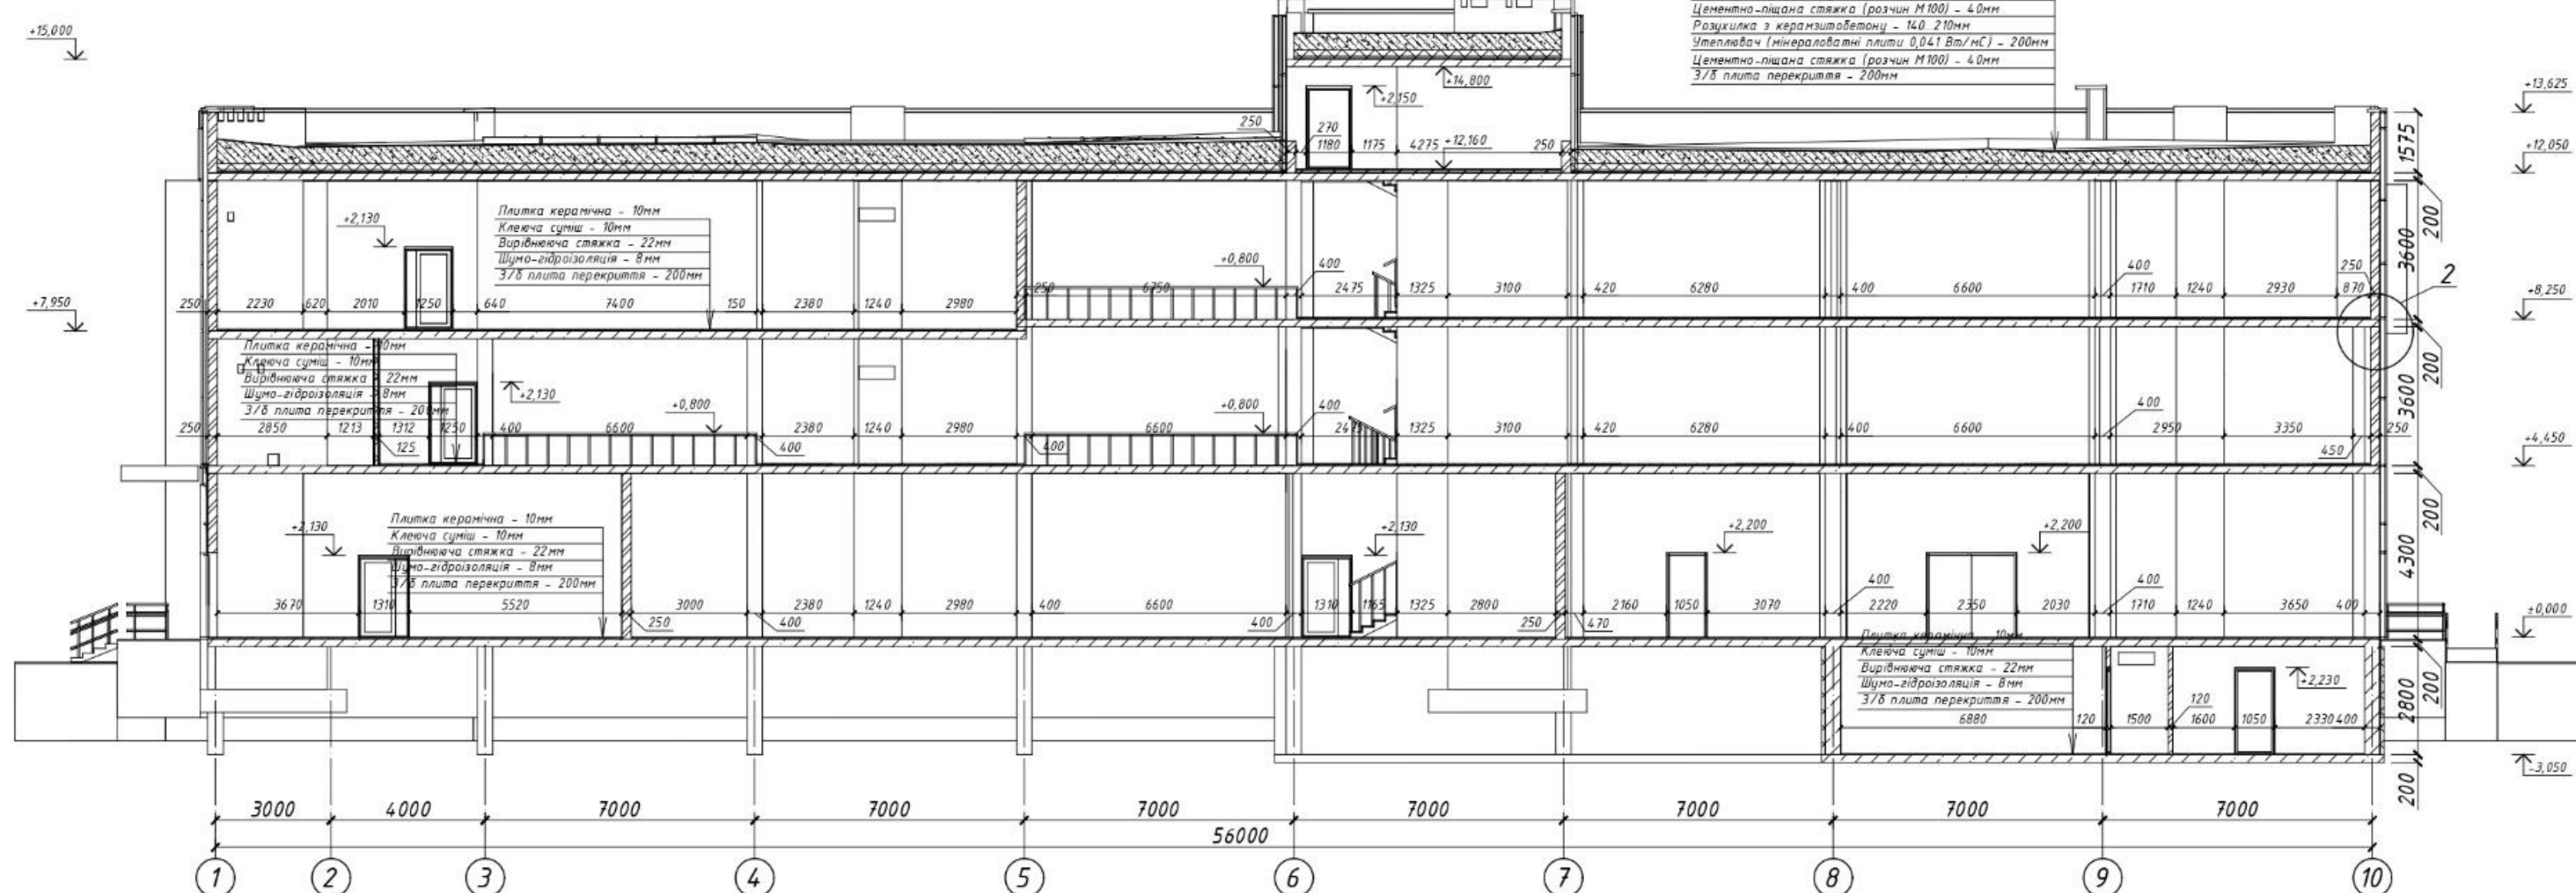 Цементно-піщана стяжка (розчин М100) - 40мм
Розухилка з керамзитобетону - 140...210мм
Утеплювач (мінераловатні плити 0,041 Вт/мС) - 200мм
Цементно-піщана стяжка (розчин М100) - 40мм
З/б плита перекриття - 200мм
+15,000
+14,800
+2,150
+13,625
250
270
1180 1175 4275 +12,160 250
1575
+12,050
200
+2,130
Плитка керамічна - 10мм
Клеюча суміш - 10мм
Вирівнююча стяжка - 22мм
Шумо-гідроізоляція - 8мм
З/б плита перекриття - 200мм
+0,800
400
400
250
3600
2
+7,950
250 2230 620 2010 1250 640 7400 150 2380 1240 2980 250 6750 2475 1325 3100 420 6280 400 6600 1710 1240 2930 870
+8,250
200
Плитка керамічна - 10мм
Клеюча суміш - 10мм
Вирівнююча стяжка - 22мм
Шумо-гідроізоляція - 8мм
З/б плита перекриття - 200мм
+2,130
+0,800
+0,800
400
400
3600
250 2850 1213 1312 1250 400 6600 2380 1240 2980 6600 2475 1325 3100 420 6280 400 6600 2950 3350 250
125
400
400
450
+4,450
200
+2,130
Плитка керамічна - 10мм
Клеюча суміш - 10мм
Вирівнююча стяжка - 22мм
Шумо-гідроізоляція - 8мм
З/б плита перекриття - 200мм
+2,130
+2,200
+2,200
4300
400
400
3670 1310 5520 3000 2380 1240 2980 400 6600 1310 1165 1325 2800 2160 1050 3070 2220 2350 2030 1710 1240 3650 400
250
400
400
250
470
±0,000
Плитка керамічна - 10мм
Клеюча суміш - 10мм
Вирівнююча стяжка - 22мм
Шумо-гідроізоляція - 8мм
З/б плита перекриття - 200мм
+2,230
200
2800
120
6880 120 1500 1600 1050 2330 400
-3,050
200
3000 4000 7000 7000 7000 7000 7000 7000 7000
56000
1 2 3 4 5 6 7 8 9 10